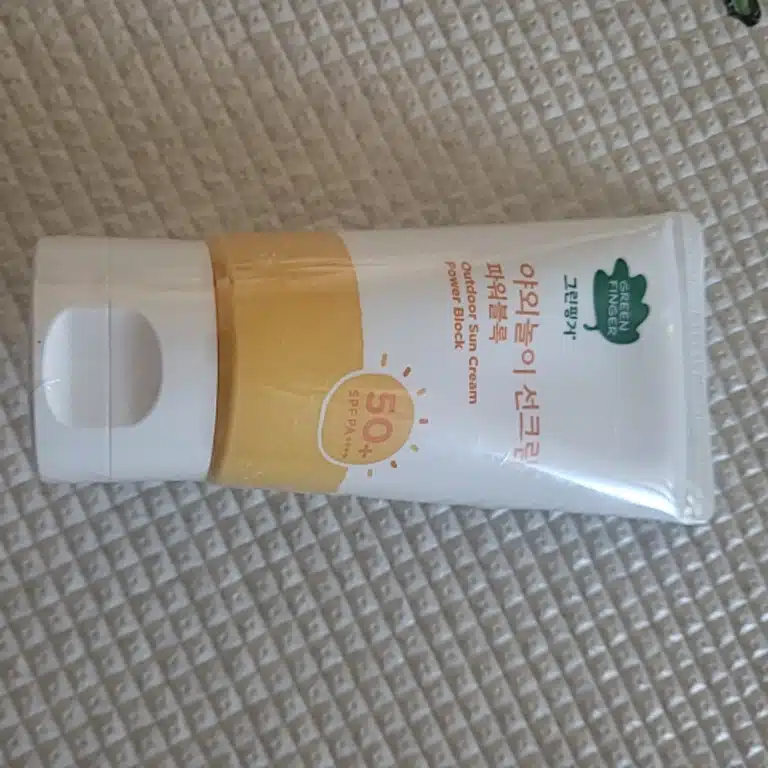 GREEN
FINGER
그린핑거
야외놀이 선크림
파워블록
Outdoor Sun Cream
Power Block
50+
SPF PA++++